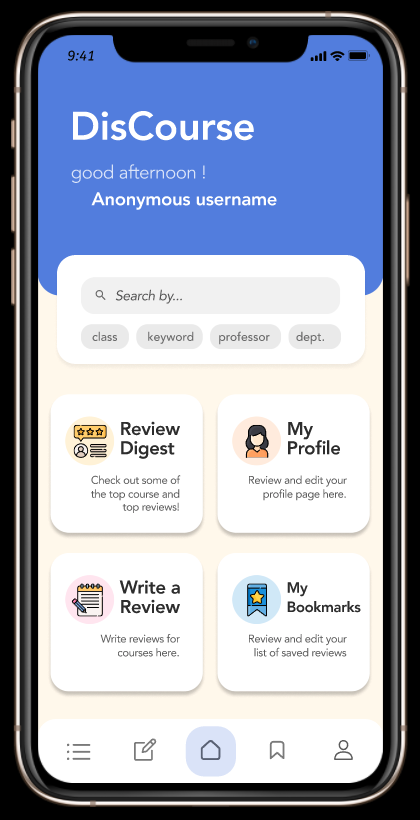 9:41
DisCourse
good afternoon !
Anonymous username
Search by...
class keyword professor dept.
Review
Digest
Check out some of
the top course and
top reviews!
My
Profile
Review and edit your
profile page here.
Write a
Review
Write reviews for
courses here.
My
Bookmarks
Review and edit your
list of saved reviews